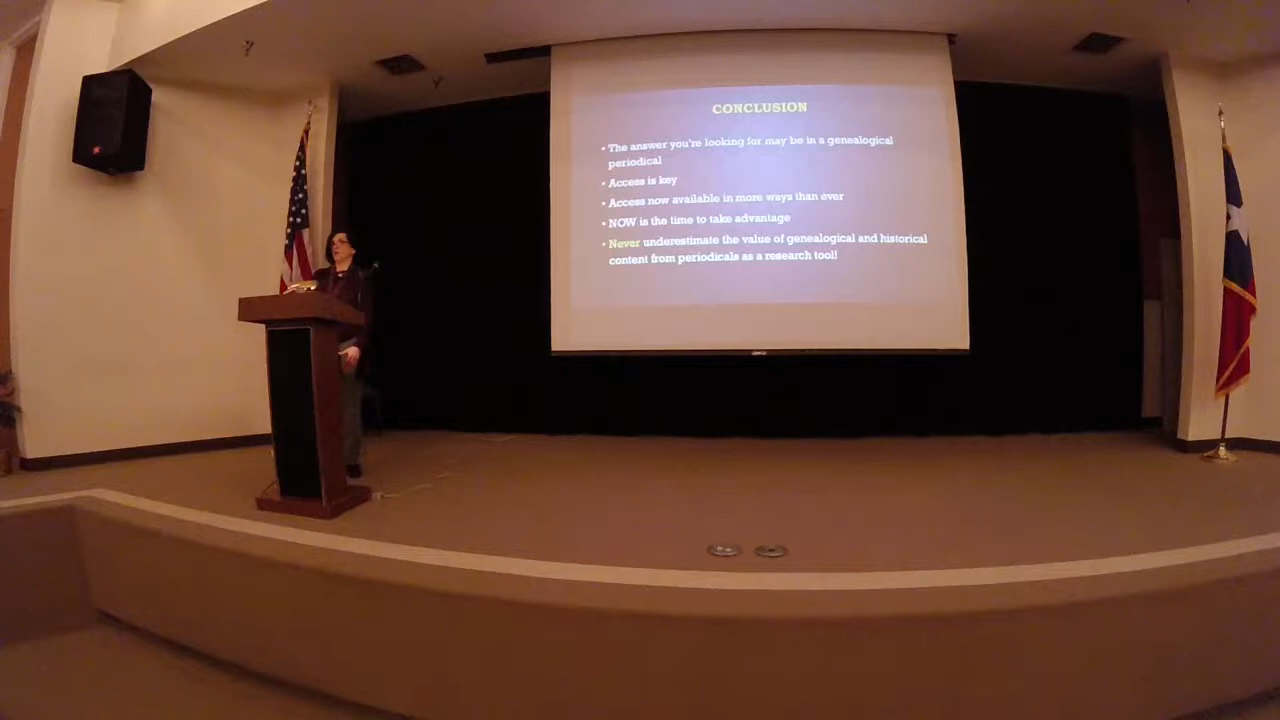 CONCLUSION
• The answer you're looking for may be in a genealogical
periodical
• Access is key
• Access now available in more ways than ever
• NOW is the time to take advantage
• Never underestimate the value of genealogical and historical
content from periodicals as a research tool!